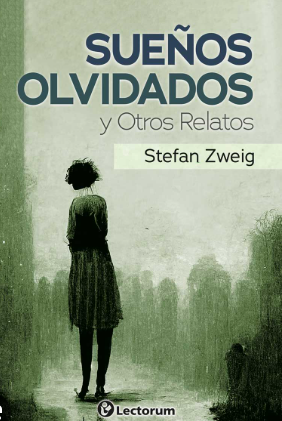 SUEÑOS
OLVIDADOS
y Otros Relatos
Stefan Zweig
Lectorum